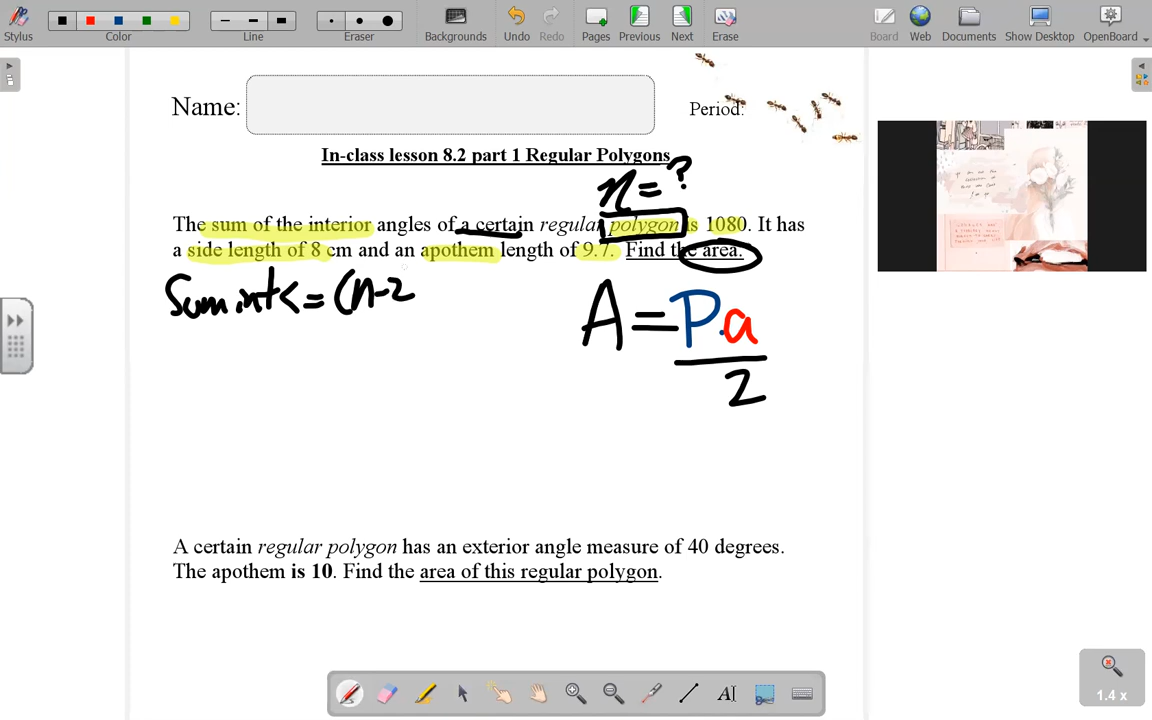 Stylus
Color
Line
Eraser
Backgrounds
Undo
Redo
Pages
Previous
Next
Erase
Board
Web
Documents
Show Desktop
OpenBoard
Name:
Period:
In-class lesson 8.2 part 1 Regular Polygons
n=?
The sum of the interior angles of a certain regular polygon is 1080. It has
a side length of 8 cm and an apothem length of 9.7. Find the area.
Sum int < = (n-2
A = P.a
2
A certain regular polygon has an exterior angle measure of 40 degrees.
The apothem is 10. Find the area of this regular polygon.
AI
1.4 x